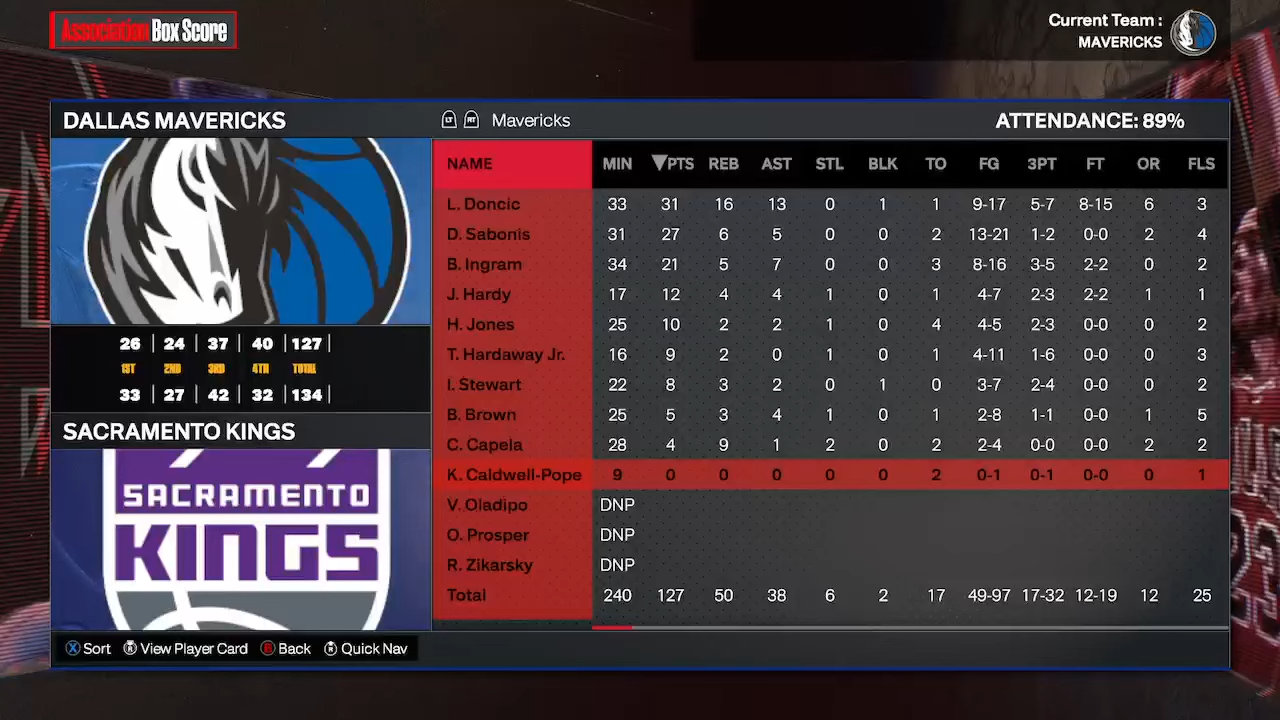 Association Box Score
Current Team :
MAVERICKS
DALLAS MAVERICKS
LT RT Mavericks
ATTENDANCE: 89%
26 24 37 40 127
1ST 2ND 3RD 4TH TOTAL
33 27 42 32 134
SACRAMENTO KINGS
SACRAMENTO
KINGS
NAME MIN PTS REB AST STL BLK TO FG 3PT FT OR FLS
L. Doncic 33 31 16 13 0 1 1 9-17 5-7 8-15 6 3
D. Sabonis 31 27 6 5 0 0 2 13-21 1-2 0-0 2 4
B. Ingram 34 21 5 7 0 0 3 8-16 3-5 2-2 0 2
J. Hardy 17 12 4 4 1 0 1 4-7 2-3 2-2 1 1
H. Jones 25 10 2 2 1 0 4 4-5 2-3 0-0 0 2
T. Hardaway Jr. 16 9 2 0 1 0 1 4-11 1-6 0-0 0 3
I. Stewart 22 8 3 2 0 1 0 3-7 2-4 0-0 0 2
B. Brown 25 5 3 4 1 0 1 2-8 1-1 0-0 1 5
C. Capela 28 4 9 1 2 0 2 2-4 0-0 0-0 2 2
K. Caldwell-Pope 9 0 0 0 0 0 2 0-1 0-1 0-0 0 1
V. Oladipo DNP
O. Prosper DNP
R. Zikarsky DNP
Total 240 127 50 38 6 2 17 49-97 17-32 12-19 12 25
X Sort R View Player Card B Back R Quick Nav